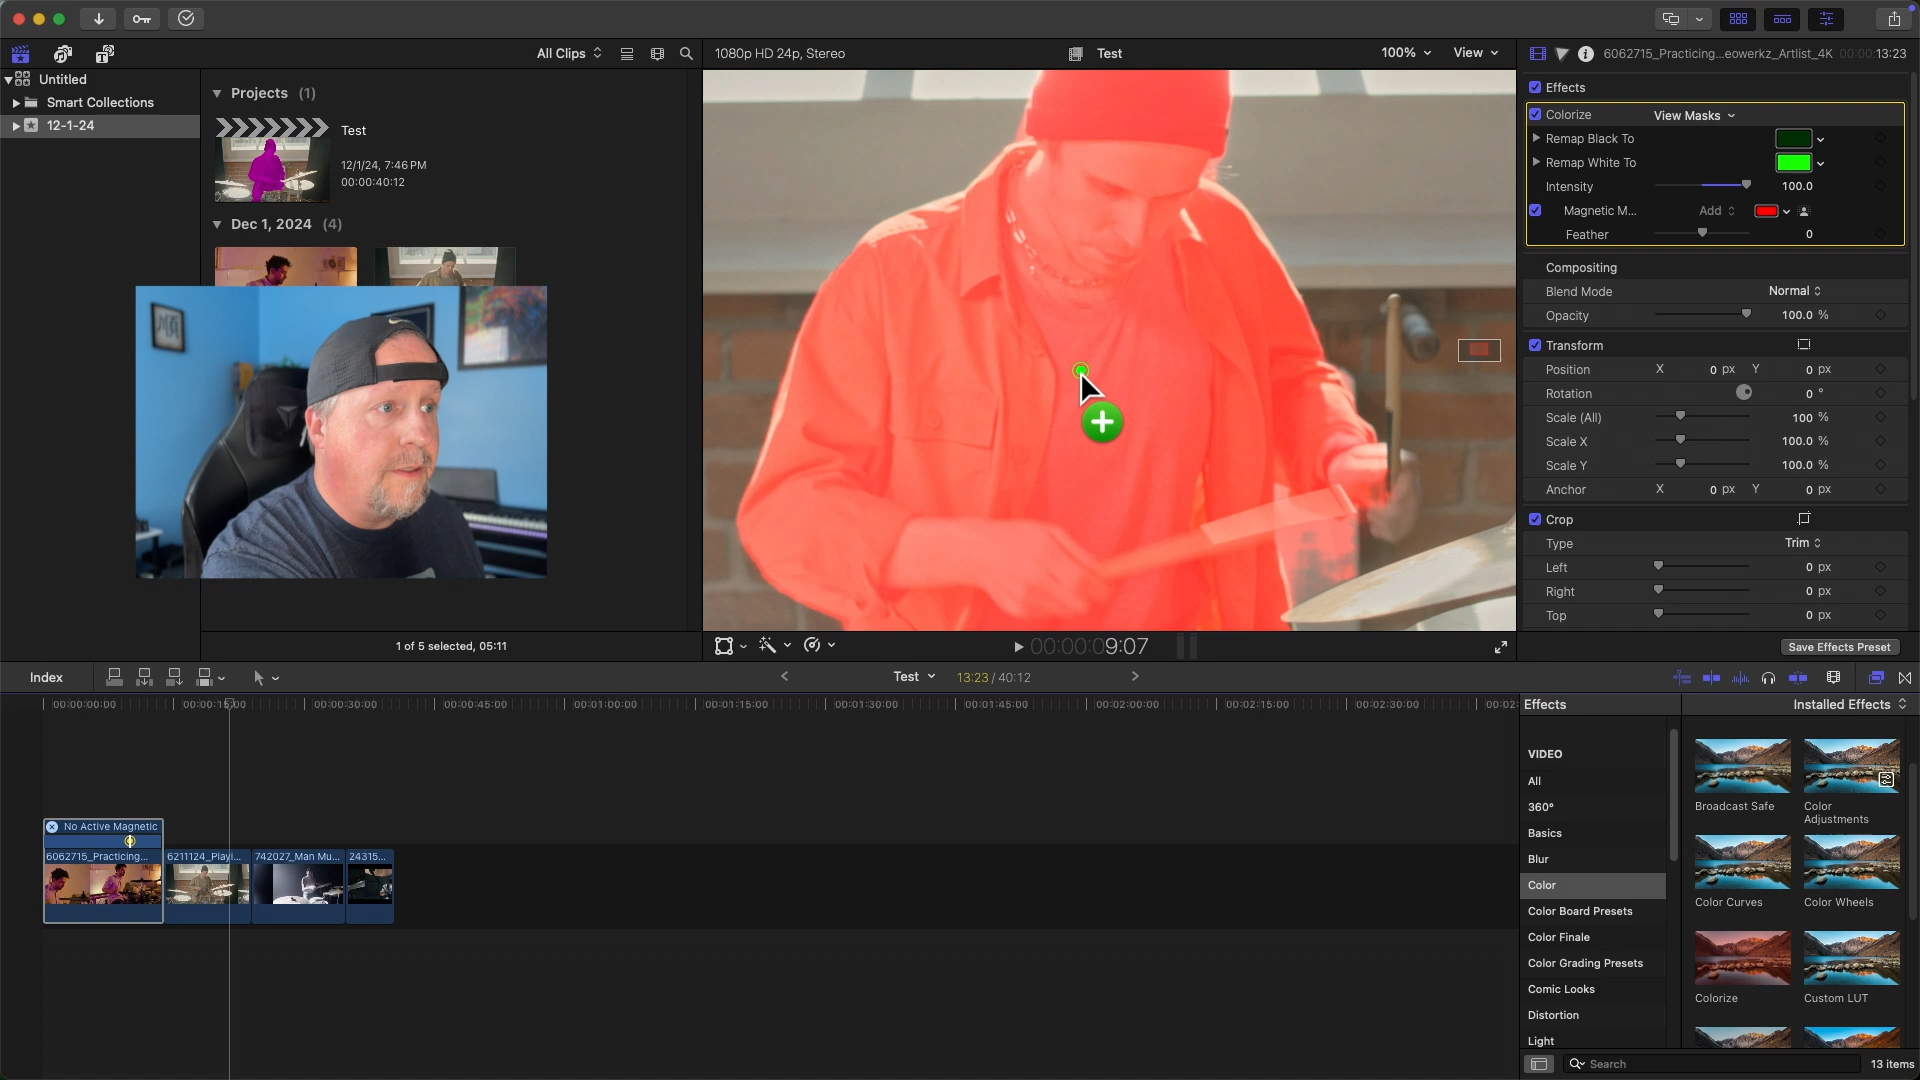 All Clips
1080p HD 24p, Stereo
Test
100%
View
6062715_Practicing...eowerkz_Artlist_4K
00:00:13:23
Untitled
Smart Collections
12-1-24
Projects (1)
Test
12/1/24, 7:46 PM
00:00:40:12
Dec 1, 2024 (4)
1 of 5 selected, 05:11
00:00:09:07
Effects
Colorize
View Masks
Remap Black To
Remap White To
Intensity
100.0
Magnetic M...
Add
Feather
0
Compositing
Blend Mode
Normal
Opacity
100.0 %
Transform
Position
X
0 px
Y
0 px
Rotation
0 °
Scale (All)
100 %
Scale X
100.0 %
Scale Y
100.0 %
Anchor
X
0 px
Y
0 px
Crop
Type
Trim
Left
0 px
Right
0 px
Top
0 px
Save Effects Preset
Index
Test
13:23 / 40:12
00:00:00:00
00:00:15:00
00:00:30:00
00:00:45:00
00:01:00:00
00:01:15:00
00:01:30:00
00:01:45:00
00:02:00:00
00:02:15:00
00:02:30:00
00:02:
No Active Magnetic
6062715_Practicing...
6211124_Playi...
742027_Man Mu...
24315...
Effects
Installed Effects
VIDEO
All
360°
Basics
Blur
Color
Color Board Presets
Color Finale
Color Grading Presets
Comic Looks
Distortion
Light
Broadcast Safe
Color
Adjustments
Color Curves
Color Wheels
Colorize
Custom LUT
Search
13 items